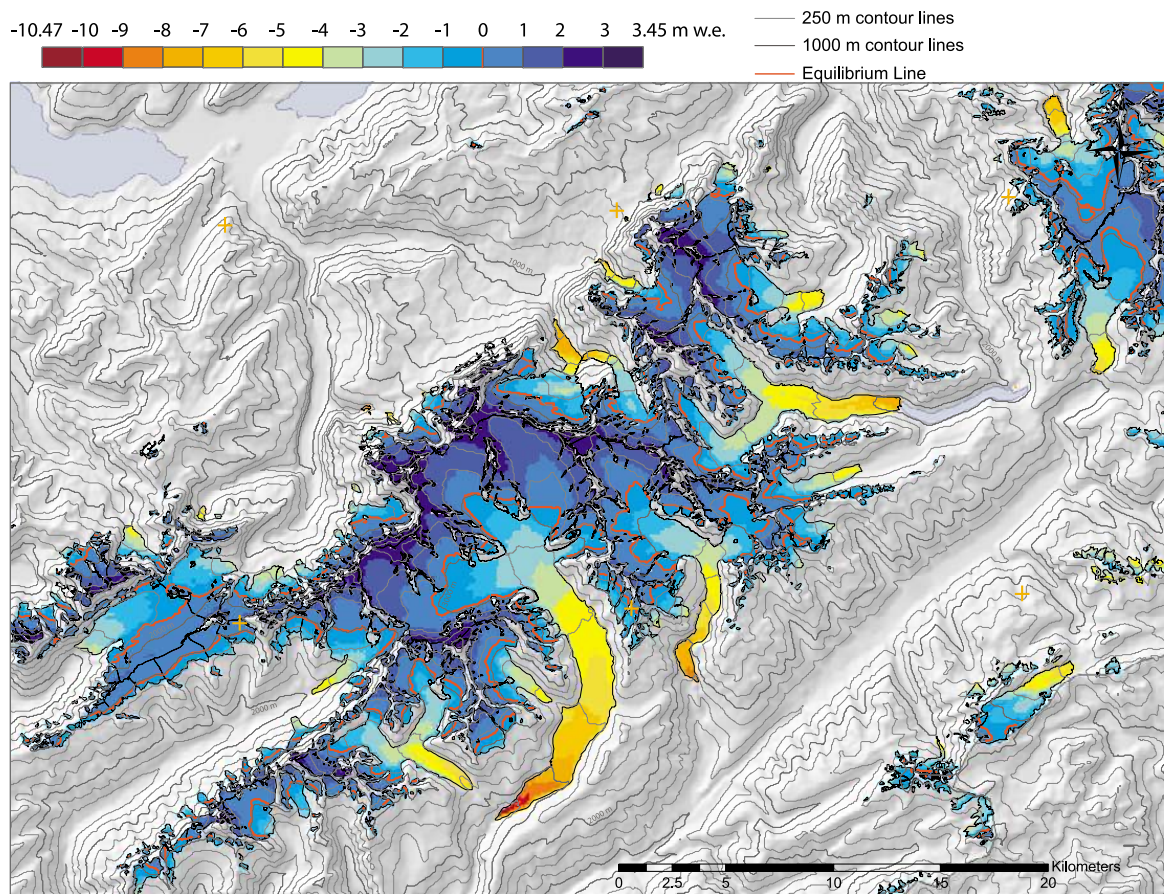 -10.47 -10 -9 -8 -7 -6 -5 -4 -3 -2 -1 0 1 2 3 3.45 m w.e.
250 m contour lines
1000 m contour lines
Equilibrium Line
1000 m
2000 m
2000 m
2000 m
Kilometers
0 2.5 5 10 15 20